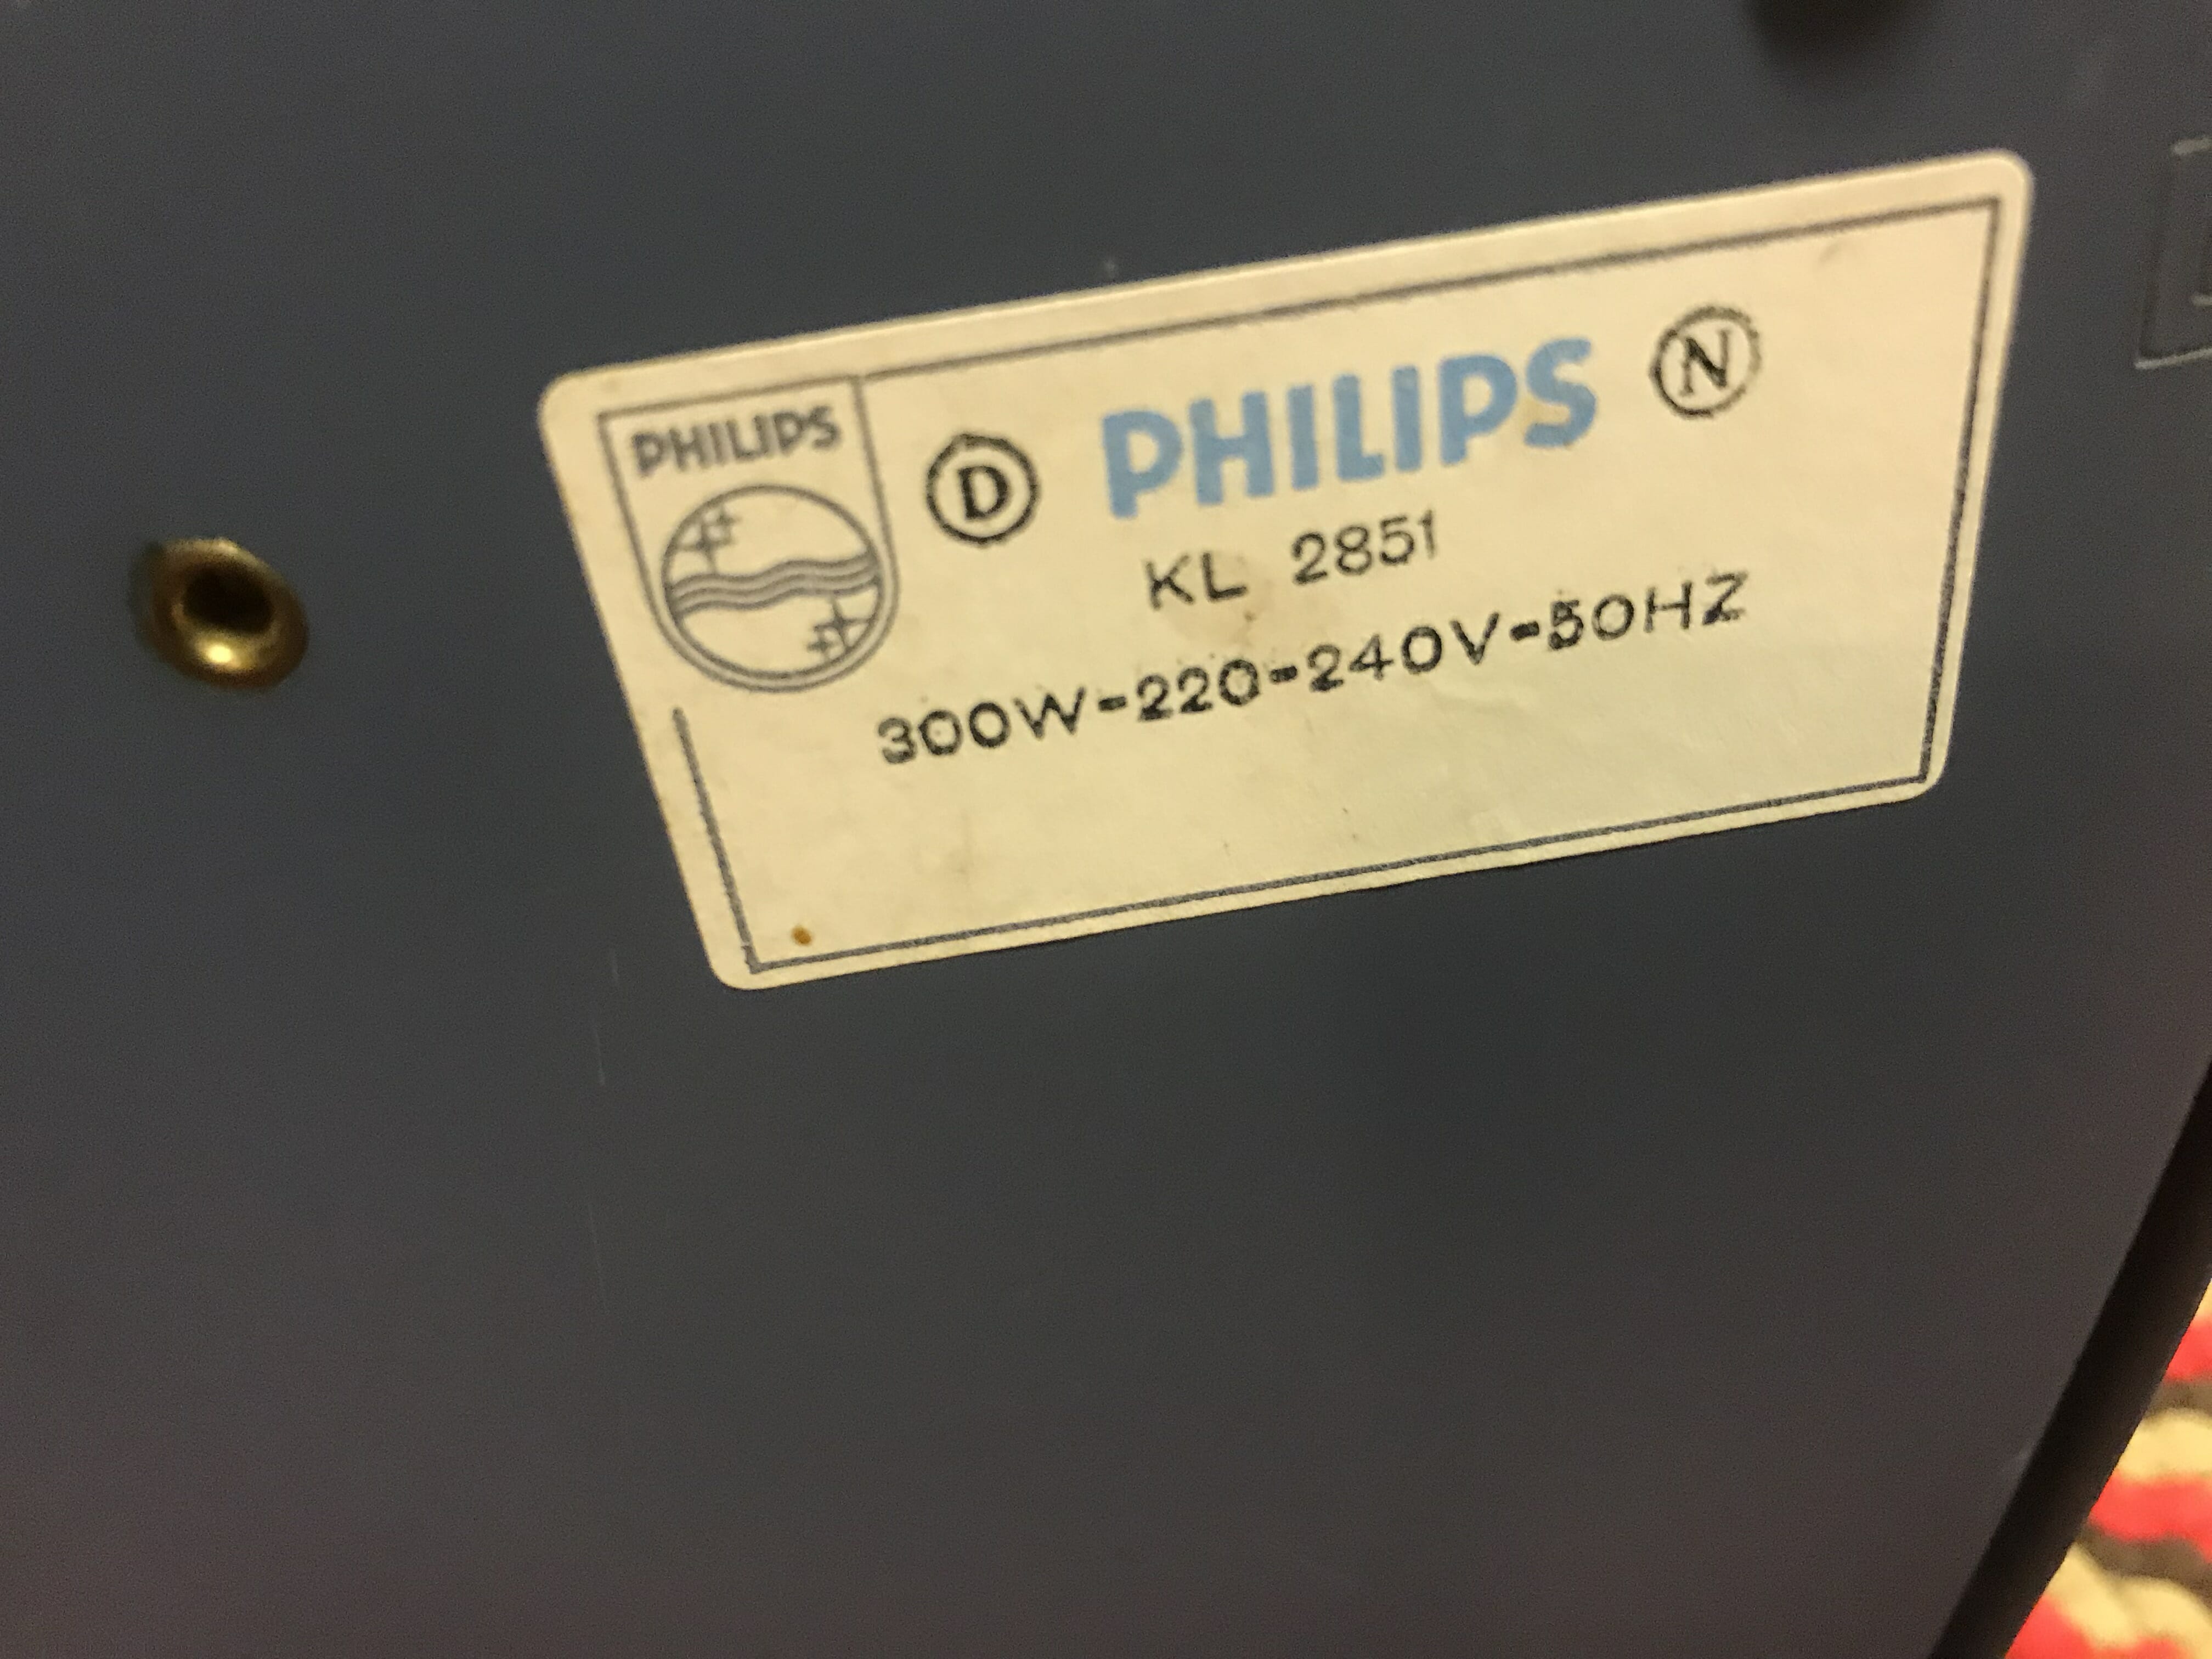 PHILIPS
D PHILIPS N
KL 2851
300W-220-240V-50HZ